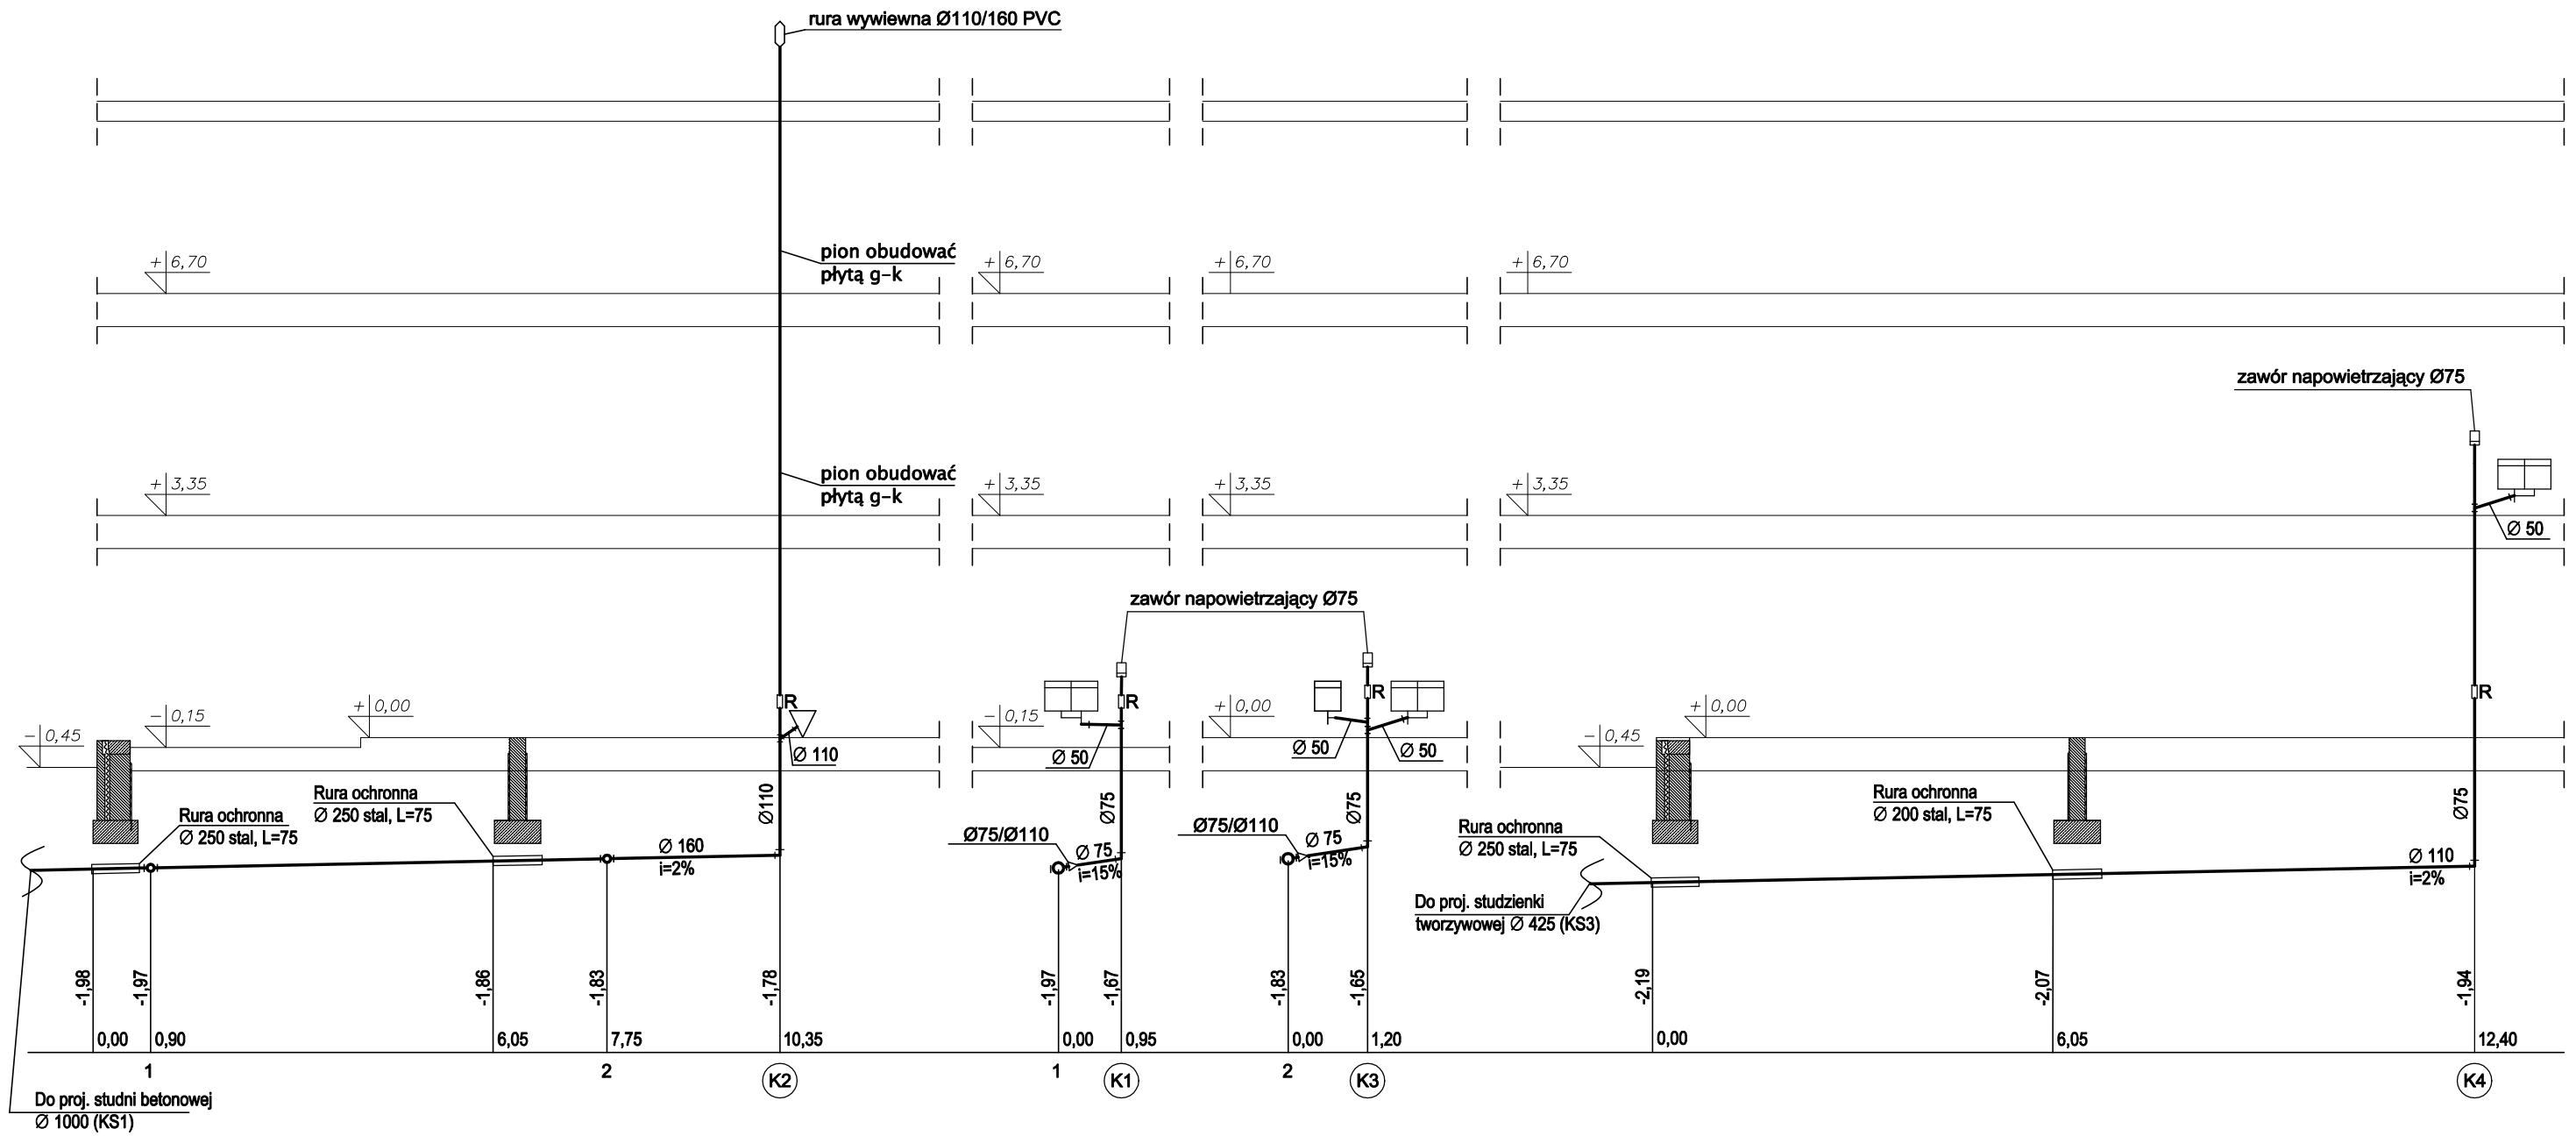 rura wywiewna Ø110/160 PVC
+ 6,70
pion obudować
płytą g-k
+ 6,70
+ 6,70
+ 6,70
zawór napowietrzający Ø75
+ 3,35
pion obudować
płytą g-k
+ 3,35
+ 3,35
+ 3,35
Ø 50
zawór napowietrzający Ø75
- 0,45
- 0,15
+ 0,00
R
Ø 110
- 0,15
R
Ø 50
+ 0,00
R
Ø 50
Ø 50
- 0,45
+ 0,00
R
Rura ochronna
Ø 250 stal, L=75
Rura ochronna
Ø 250 stal, L=75
Ø110
Ø 160
i=2%
Ø75/Ø110
Ø75
Ø 75
i=15%
Ø75/Ø110
Ø75
Ø 75
i=15%
Rura ochronna
Ø 250 stal, L=75
Rura ochronna
Ø 200 stal, L=75
Ø75
Ø 110
i=2%
Do proj. studzienki
tworzywowej Ø 425 (KS3)
-1,98
-1,97
-1,86
-1,83
-1,78
-1,97
-1,67
-1,83
-1,65
-2,19
-2,07
-1,94
0,00
0,90
6,05
7,75
10,35
0,00
0,95
0,00
1,20
0,00
6,05
12,40
1
2
K2
1
K1
2
K3
K4
Do proj. studni betonowej
Ø 1000 (KS1)